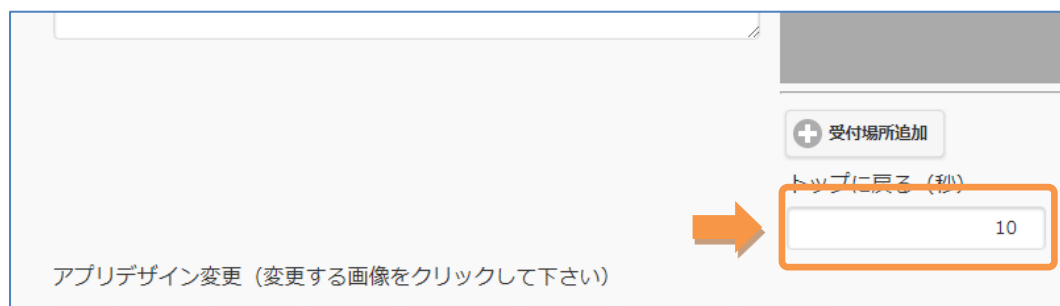 受付場所追加
トップに戻る（秒）
10
アプリデザイン変更（変更する画像をクリックして下さい）